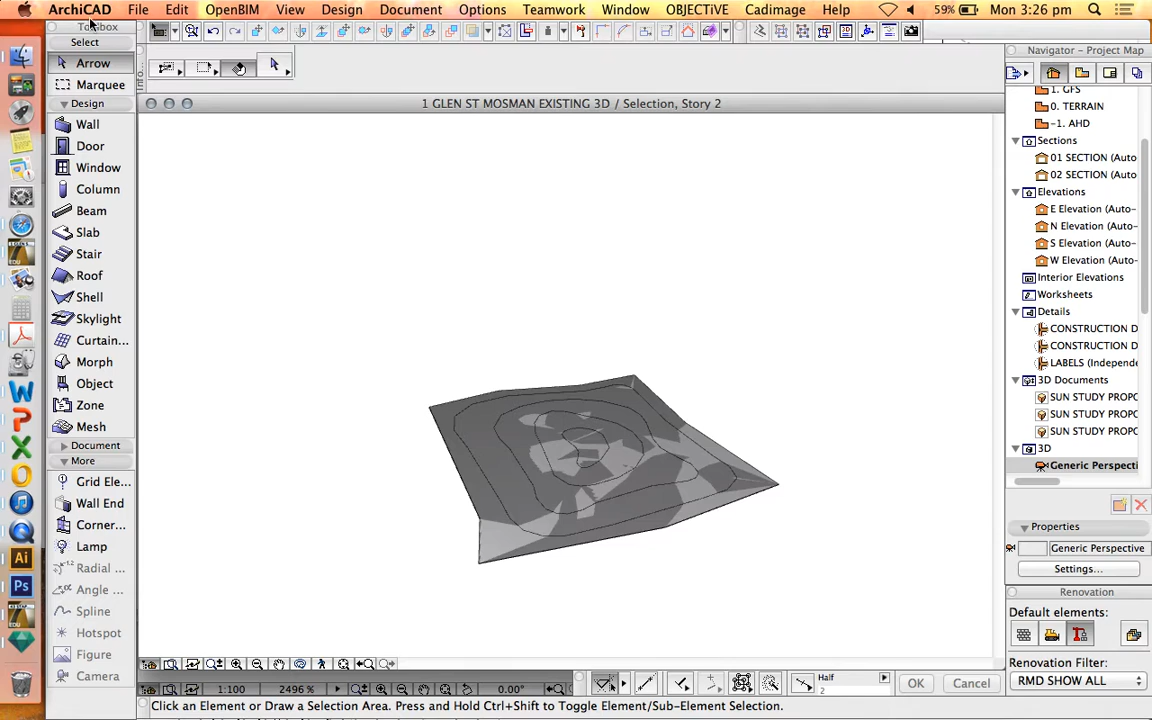 ArchiCAD File Edit OpenBIM View Design Document Options Teamwork Window OBJECTiVE Cadimage Help 59% Mon 3:26 pm
Toolbox
Select
Arrow
Marquee
Design
Wall
Door
Window
Column
Beam
Slab
Stair
Roof
Shell
Skylight
Curtain...
Morph
Object
Zone
Mesh
Document
More
Grid Ele...
Wall End
Corner...
Lamp
Radial ...
Angle ...
Spline
Hotspot
Figure
Camera
1 GLEN ST MOSMAN EXISTING 3D / Selection, Story 2
Navigator - Project Map
1. GFS
0. TERRAIN
-1. AHD
Sections
01 SECTION (Auto
02 SECTION (Auto
Elevations
E Elevation (Auto-
N Elevation (Auto-
S Elevation (Auto-
W Elevation (Auto-
Interior Elevations
Worksheets
Details
CONSTRUCTION D
CONSTRUCTION D
LABELS (Independe
3D Documents
SUN STUDY PROP
SUN STUDY PROP
SUN STUDY PROP
3D
Generic Perspecti
Properties
Generic Perspective
Settings...
Renovation
Default elements:
Renovation Filter:
RMD SHOW ALL
1:100 2496 % 0.00° Half 2 OK Cancel
Click an Element or Draw a Selection Area. Press and Hold Ctrl+Shift to Toggle Element/Sub-Element Selection.